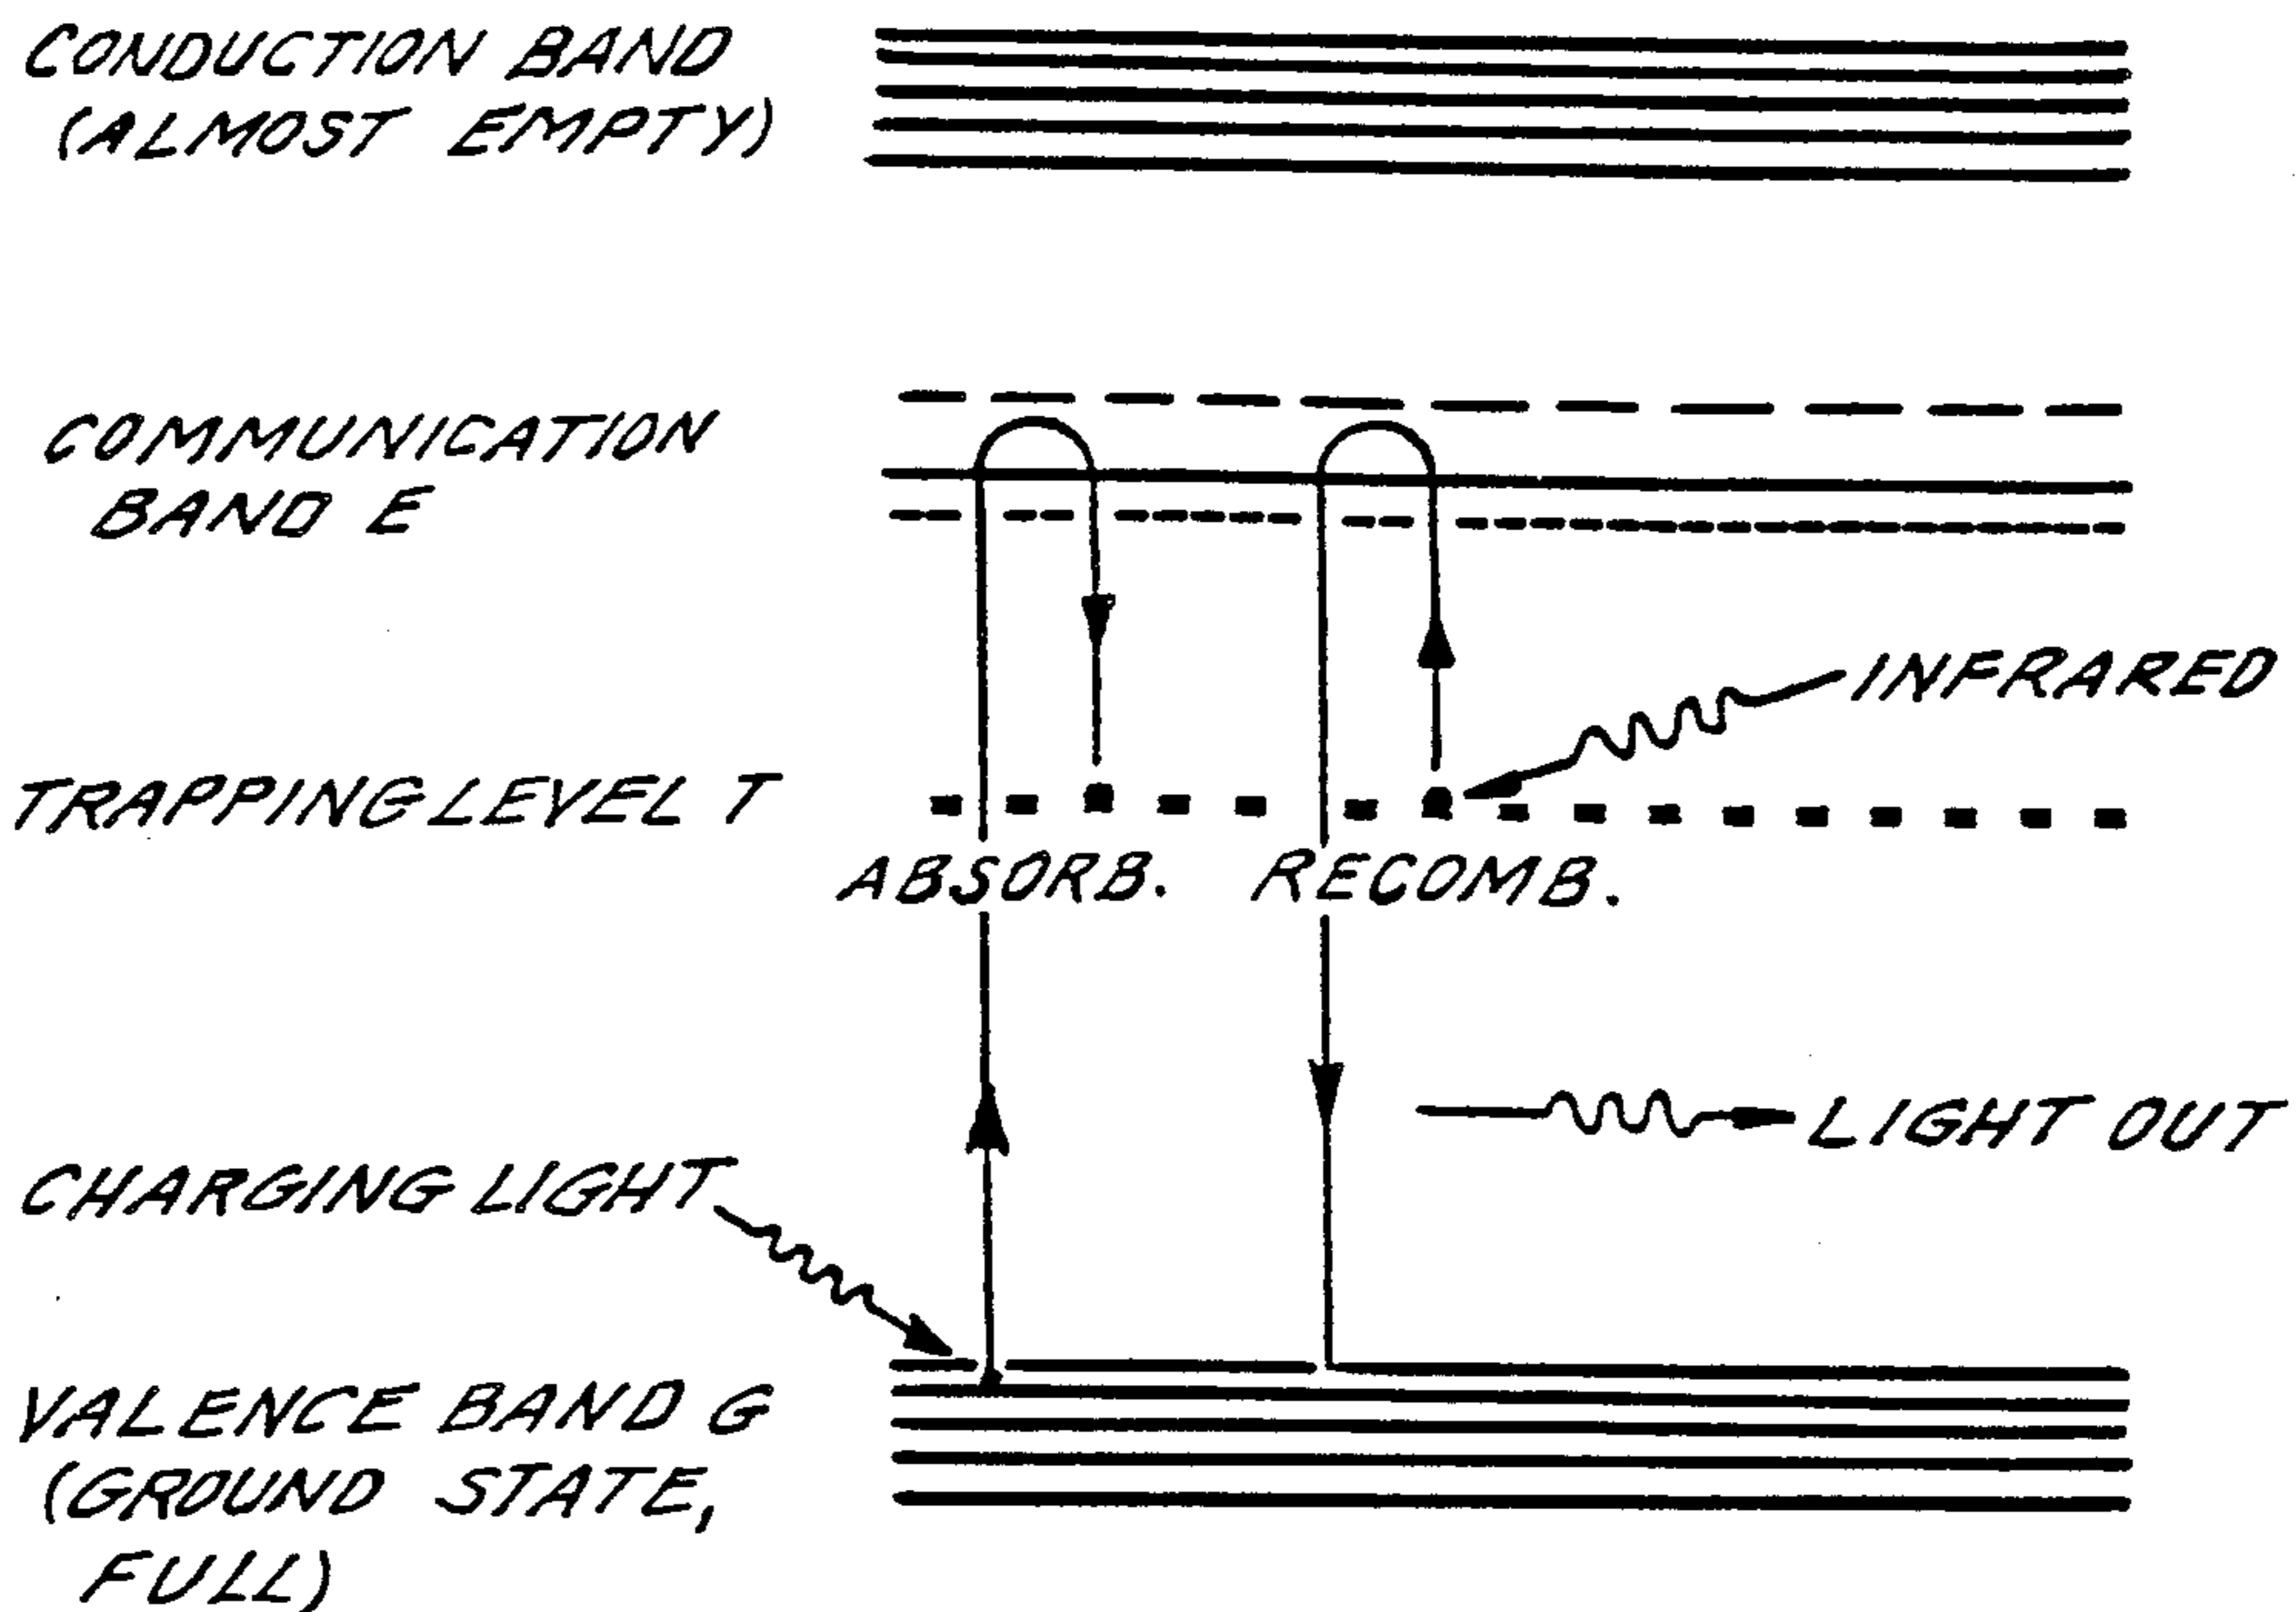 CONDUCTION BAND
(ALMOST EMPTY)
COMMUNICATION
BAND E
INFRARED
TRAPPING LEVEL T
ABSORB. RECOMB.
LIGHT OUT
CHARGING LIGHT
VALENCE BAND G
(GROUND STATE,
FULL)